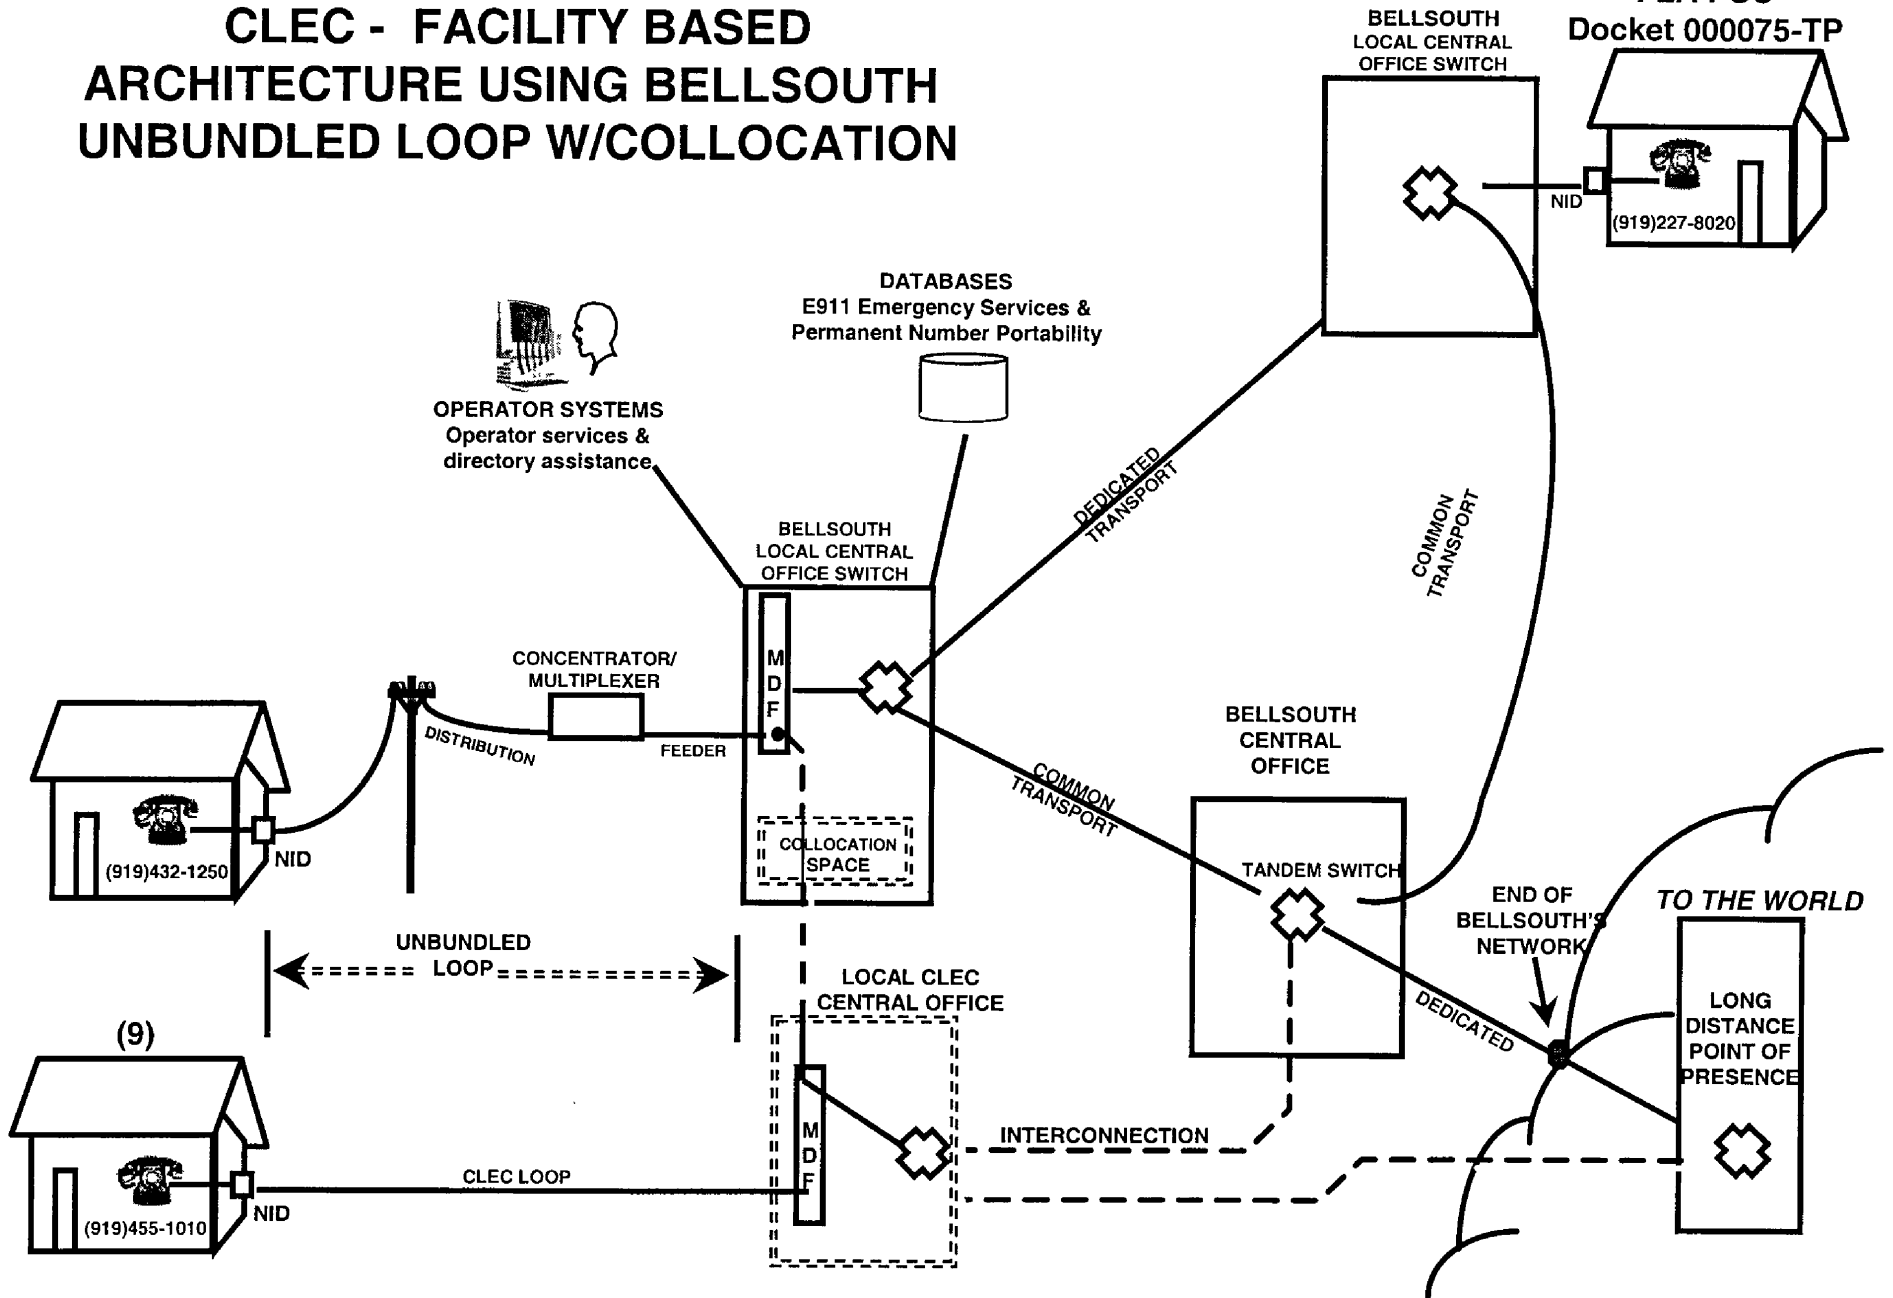 CLEC - FACILITY BASED
ARCHITECTURE USING BELLSOUTH
UNBUNDLED LOOP W/COLLOCATION
Docket 000075-TP
BELLSOUTH
LOCAL CENTRAL
OFFICE SWITCH
NID
(919)227-8020
DATABASES
E911 Emergency Services &
Permanent Number Portability
OPERATOR SYSTEMS
Operator services &
directory assistance
DEDICATED
TRANSPORT
COMMON
TRANSPORT
BELLSOUTH
LOCAL CENTRAL
OFFICE SWITCH
M
D
F
CONCENTRATOR/
MULTIPLEXER
DISTRIBUTION
FEEDER
COMMON
TRANSPORT
BELLSOUTH
CENTRAL
OFFICE
(919)432-1250
NID
COLLOCATION
SPACE
TANDEM SWITCH
END OF
BELLSOUTH'S
NETWORK
TO THE WORLD
UNBUNDLED
LOOP
LOCAL CLEC
CENTRAL OFFICE
DEDICATED
LONG
DISTANCE
POINT OF
PRESENCE
(9)
M
D
F
INTERCONNECTION
CLEC LOOP
(919)455-1010
NID